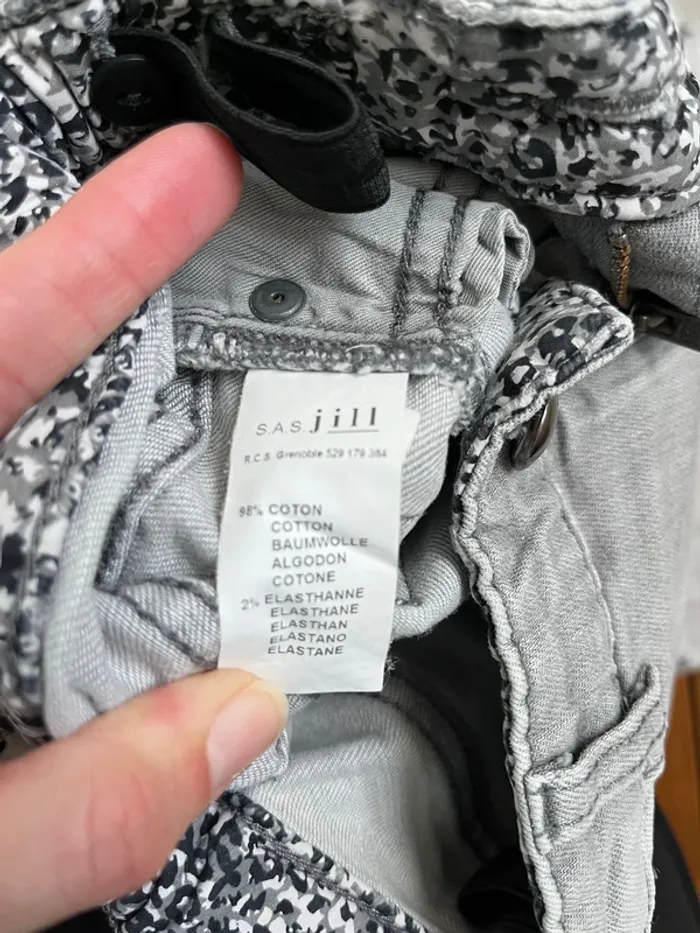 S.A.S. jill
R.C.S. Grenoble 529 179 384
98% COTON
COTTON
BAUMWOLLE
ALGODON
COTONE
2% ELASTHANNE
ELASTHANE
ELASTHAN
ELASTANO
ELASTANE